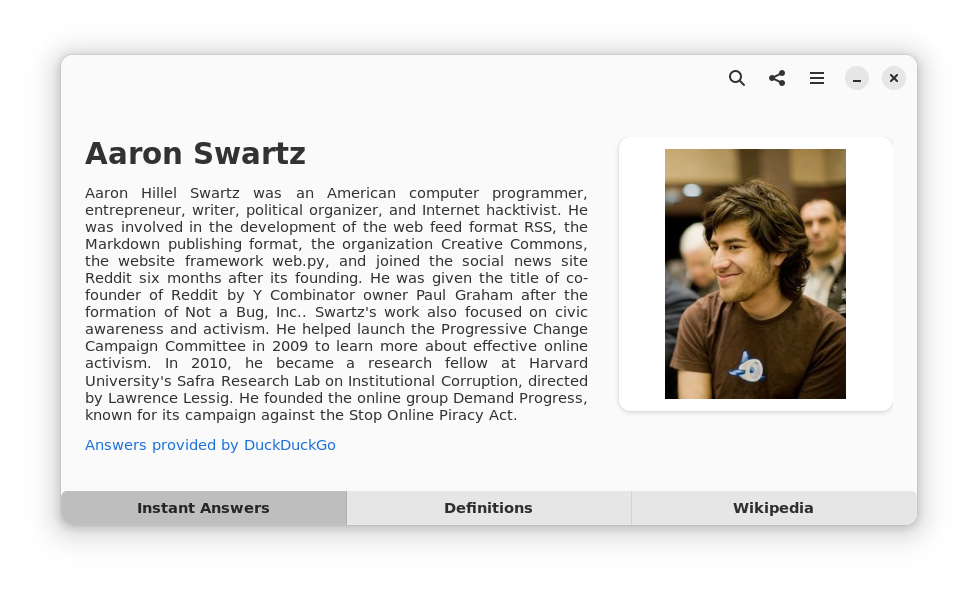 Aaron Swartz
Aaron Hillel Swartz was an American computer programmer,
entrepreneur, writer, political organizer, and Internet hacktivist. He
was involved in the development of the web feed format RSS, the
Markdown publishing format, the organization Creative Commons,
the website framework web.py, and joined the social news site
Reddit six months after its founding. He was given the title of co-
founder of Reddit by Y Combinator owner Paul Graham after the
formation of Not a Bug, Inc.. Swartz's work also focused on civic
awareness and activism. He helped launch the Progressive Change
Campaign Committee in 2009 to learn more about effective online
activism. In 2010, he became a research fellow at Harvard
University's Safra Research Lab on Institutional Corruption, directed
by Lawrence Lessig. He founded the online group Demand Progress,
known for its campaign against the Stop Online Piracy Act.
Answers provided by DuckDuckGo
Instant Answers
Definitions
Wikipedia